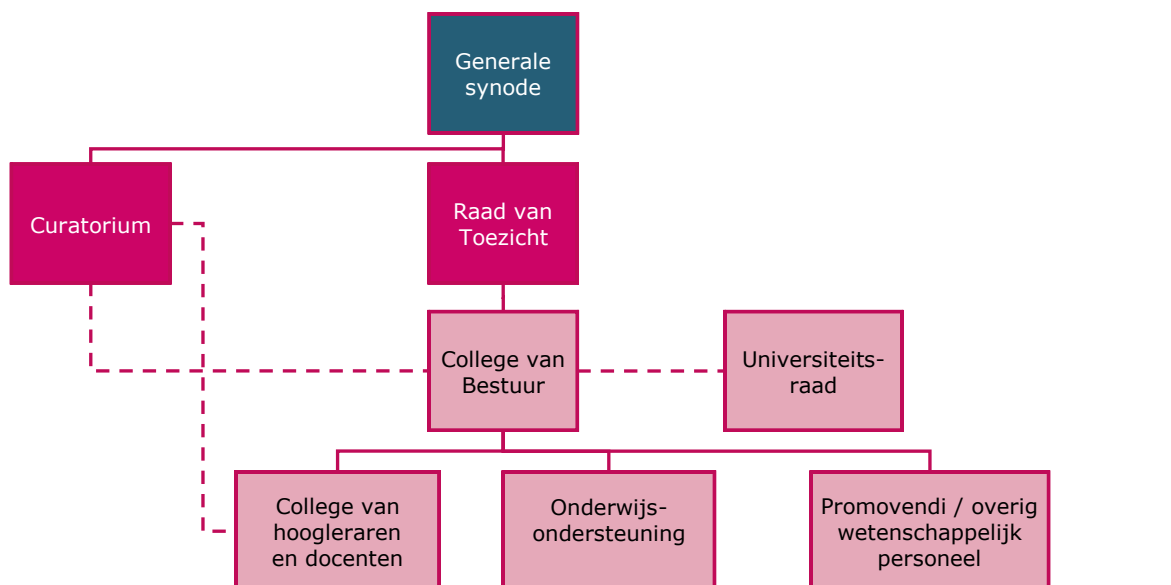 Generale
synode
Curatorium
Raad van
Toezicht
College van
Bestuur
Universiteits-
raad
College van
hoogleraren
en docenten
Onderwijs-
ondersteuning
Promovendi / overig
wetenschappelijk
personeel